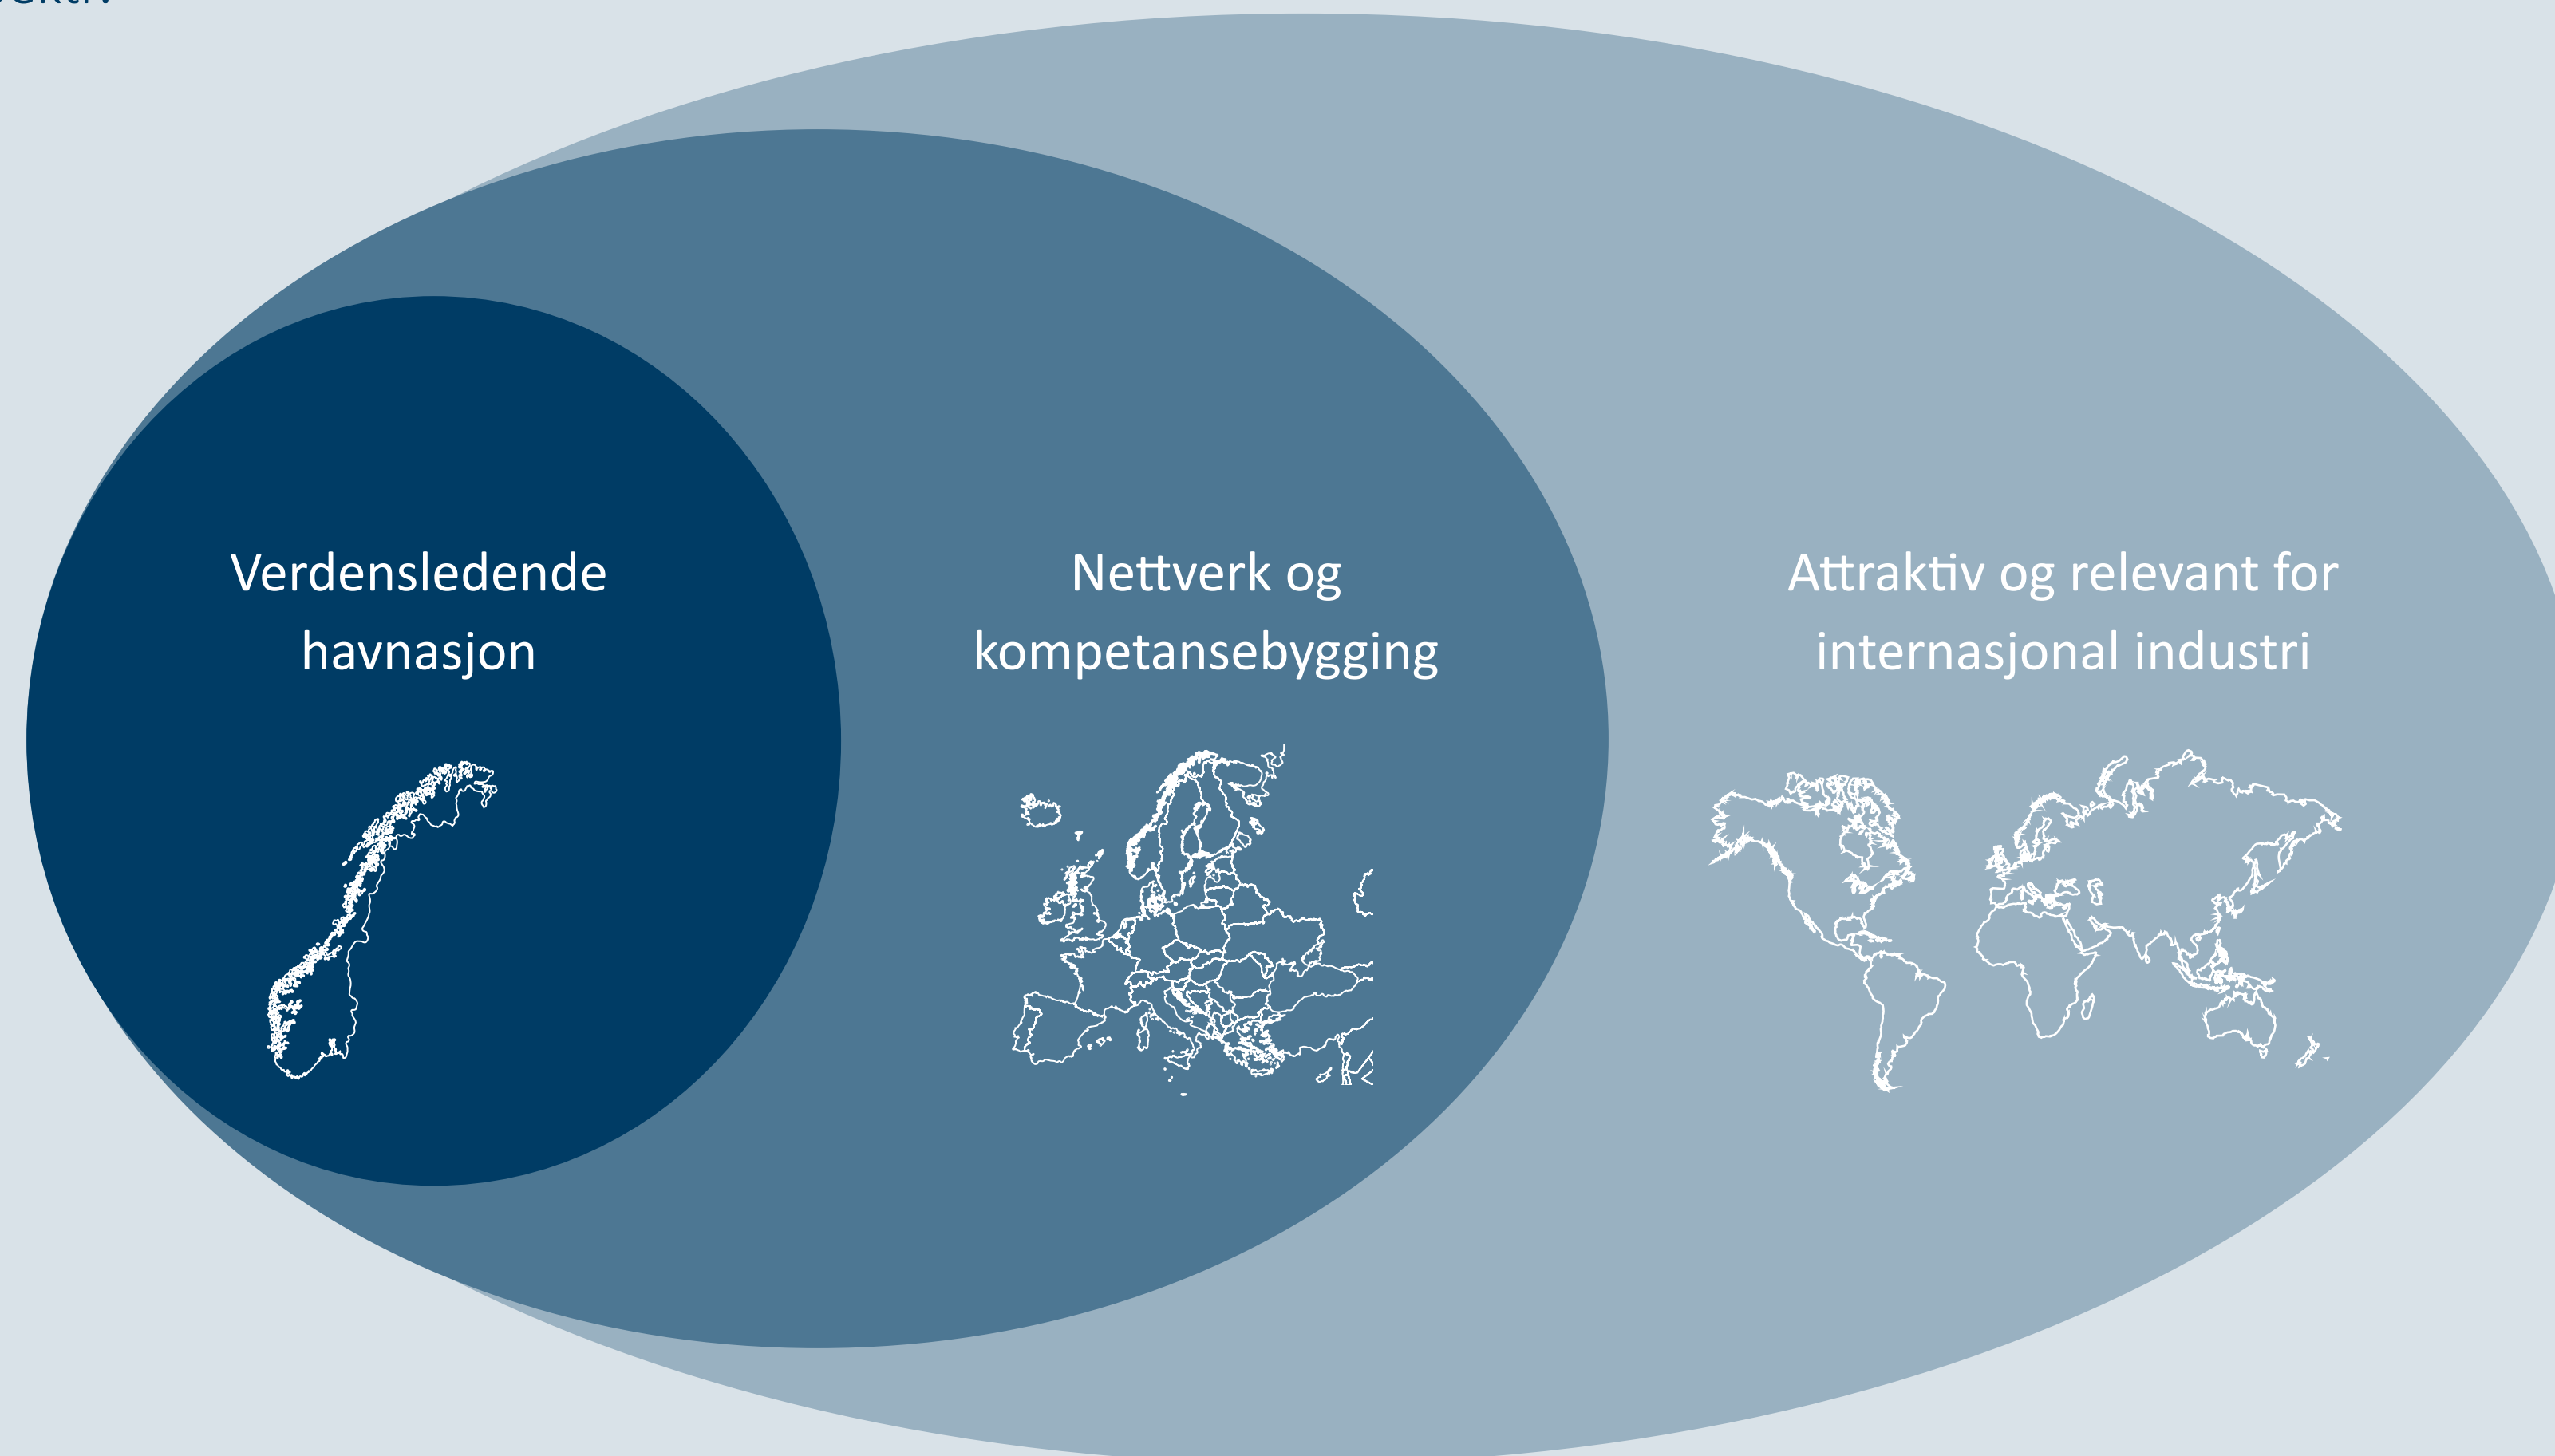 Verdensledende
havnasjon
Nettverk og
kompetansebygging
Attraktiv og relevant for
internasjonal industri